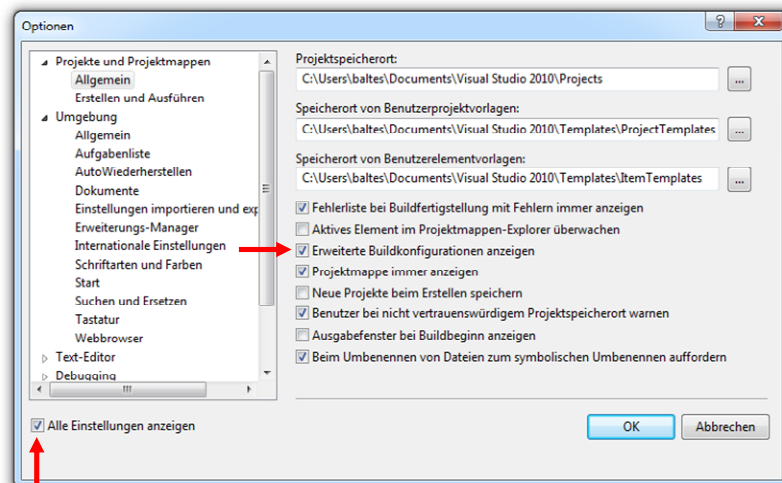 Optionen
Projekte und Projektmappen
Allgemein
Erstellen und Ausführen
Umgebung
Allgemein
Aufgabenliste
AutoWiederherstellen
Dokumente
Einstellungen importieren und exp
Erweiterungs-Manager
Internationale Einstellungen
Schriftarten und Farben
Start
Suchen und Ersetzen
Tastatur
Webbrowser
Text-Editor
Debugging
Alle Einstellungen anzeigen
Projektspeicherort:
C:\Users\baltes\Documents\Visual Studio 2010\Projects
...
Speicherort von Benutzerprojektvorlagen:
C:\Users\baltes\Documents\Visual Studio 2010\Templates\ProjectTemplates
...
Speicherort von Benutzerelementvorlagen:
C:\Users\baltes\Documents\Visual Studio 2010\Templates\ItemTemplates
...
Fehlerliste bei Buildfertigstellung mit Fehlern immer anzeigen
Aktives Element im Projektmappen-Explorer überwachen
Erweiterte Buildkonfigurationen anzeigen
Projektmappe immer anzeigen
Neue Projekte beim Erstellen speichern
Benutzer bei nicht vertrauenswürdigem Projektspeicherort warnen
Ausgabefenster bei Buildbeginn anzeigen
Beim Umbenennen von Dateien zum symbolischen Umbenennen auffordern
OK
Abbrechen